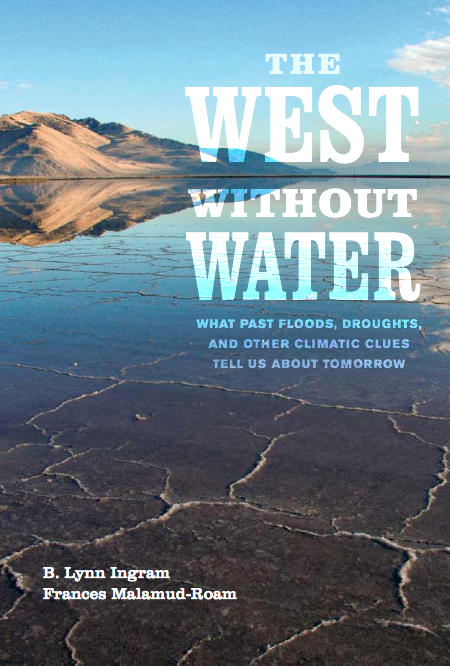 THE
WEST
WITHOUT
WATER
WHAT PAST FLOODS, DROUGHTS,
AND OTHER CLIMATIC CLUES
TELL US ABOUT TOMORROW
B. Lynn Ingram
Frances Malamud-Roam